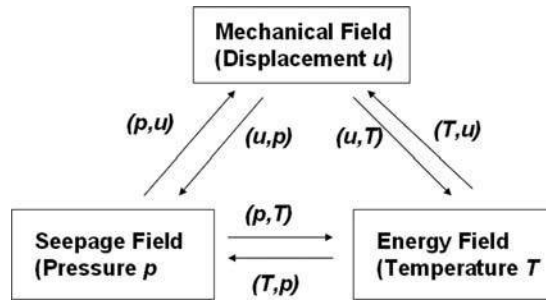 Mechanical Field
(Displacement u)
(p,u)
(u,p)
(u,T)
(T,u)
Seepage Field
(Pressure p
(p,T)
Energy Field
(Temperature T
(T,p)